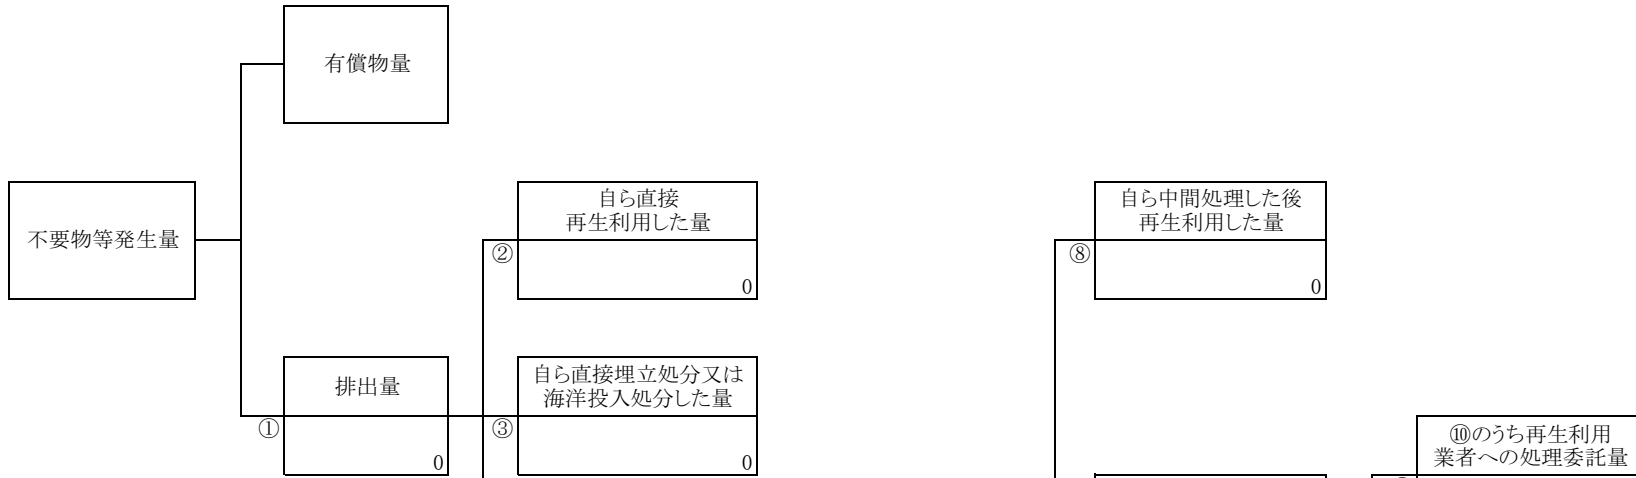 有償物量
不要物等発生量
自ら直接
再生利用した量
②
0
自ら中間処理した後
再生利用した量
⑧
0
排出量
①
0
自ら直接埋立処分又は
海洋投入処分した量
③
0
⑩のうち再生利用
業者への処理委託量